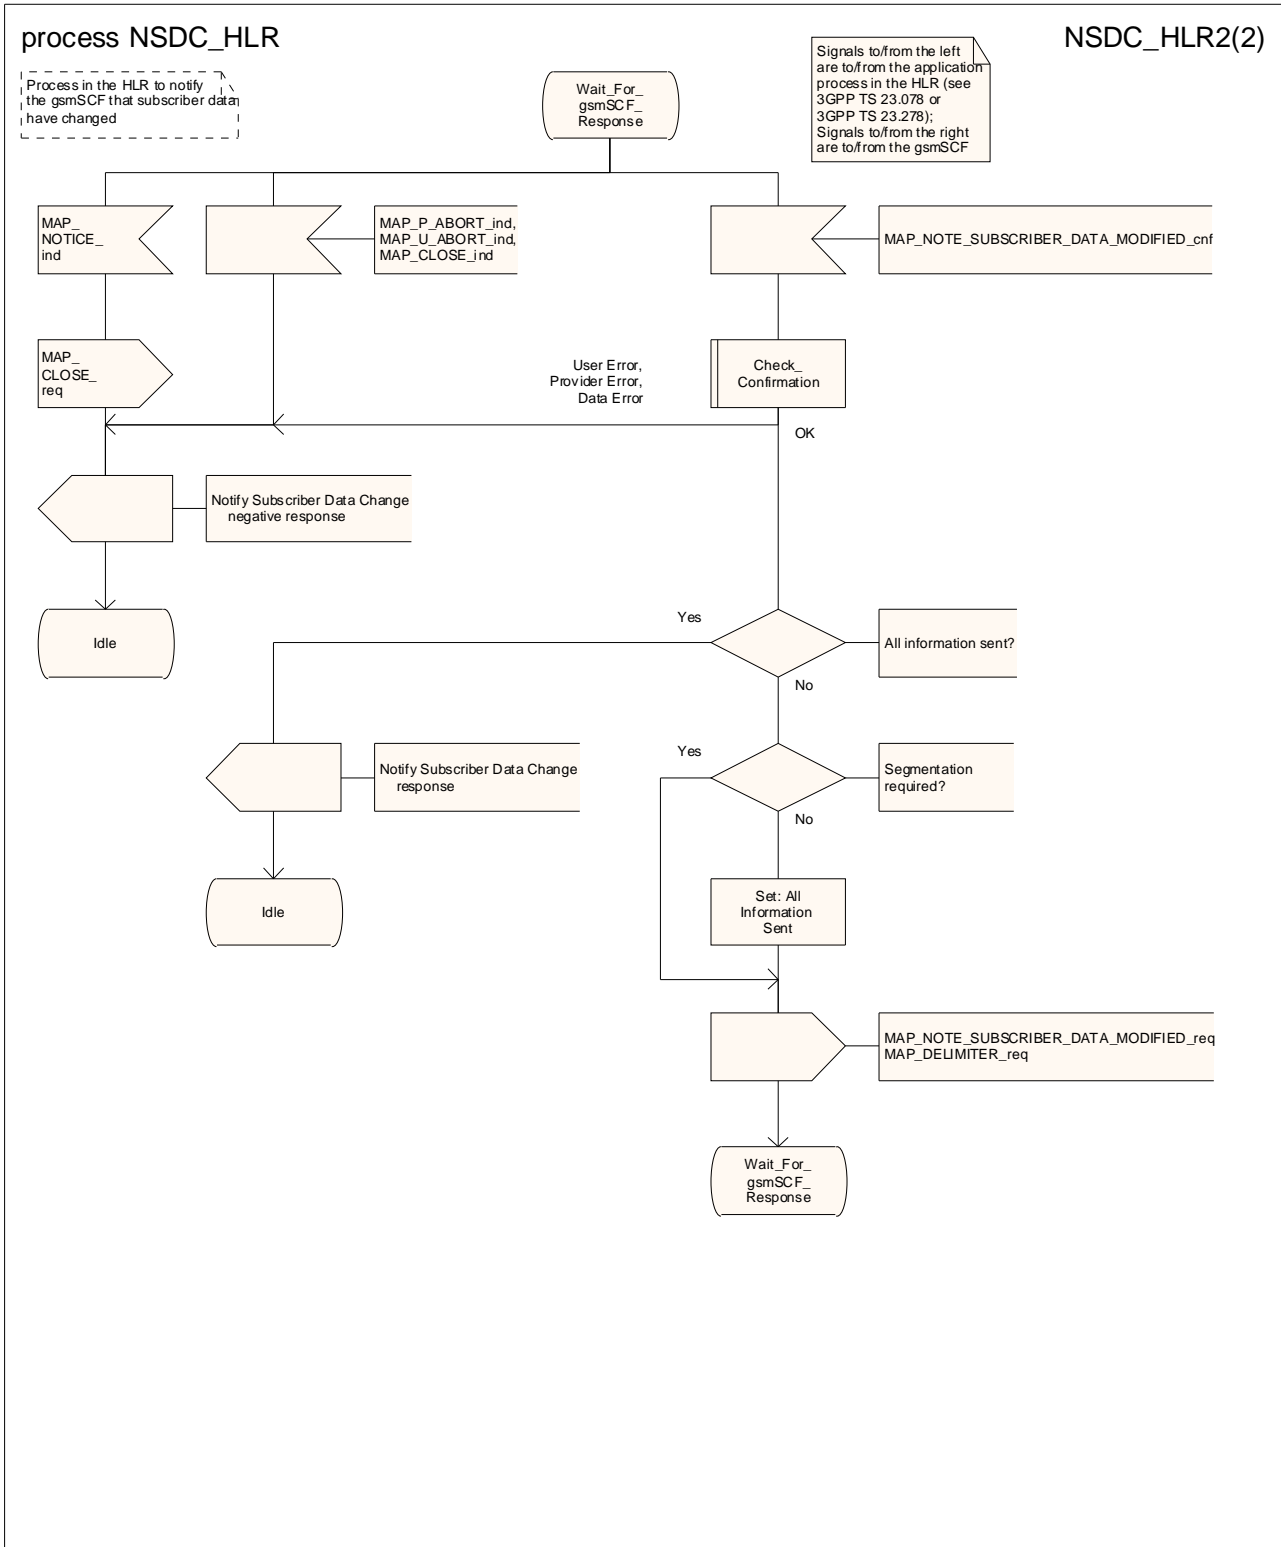 process NSDC_HLR
NSDC_HLR2(2)
Process in the HLR to notify
the gsmSCF that subscriber data
have changed
Wait_For_
gsmSCF_
Response
Signals to/from the left
are to/from the application
process in the HLR (see
3GPP TS 23.078 or
3GPP TS 23.278);
Signals to/from the right
are to/from the gsmSCF
MAP_
NOTICE_
ind
MAP_P_ABORT_ind,
MAP_U_ABORT_ind,
MAP_CLOSE_ind
MAP_NOTE_SUBSCRIBER_DATA_MODIFIED_cnf
MAP_
CLOSE_
req
User Error,
Provider Error,
Data Error
Check_
Confirmation
OK
Notify Subscriber Data Change
negative response
Idle
Yes
All information sent?
No
Notify Subscriber Data Change
response
Yes
Segmentation
required?
No
Idle
Set: All
Information
Sent
MAP_NOTE_SUBSCRIBER_DATA_MODIFIED_req
MAP_DELIMITER_req
Wait_For_
gsmSCF_
Response